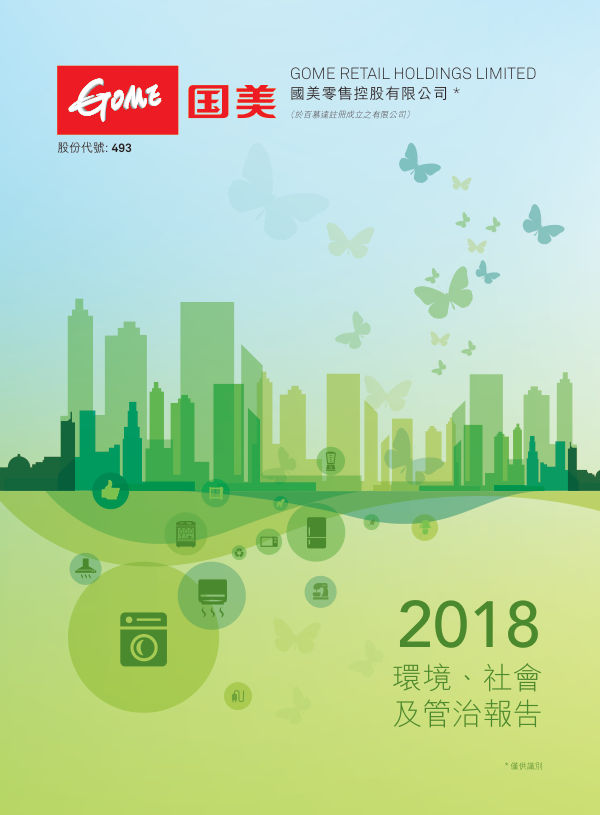 GOME
国美
GOME RETAIL HOLDINGS LIMITED
國美零售控股有限公司 *
（於百慕達註冊成立之有限公司）
股份代號: 493
2018
環境、社會
及管治報告
* 僅供識別